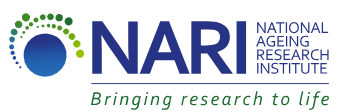 NARI
NATIONAL
AGEING
RESEARCH
INSTITUTE
Bringing research to life